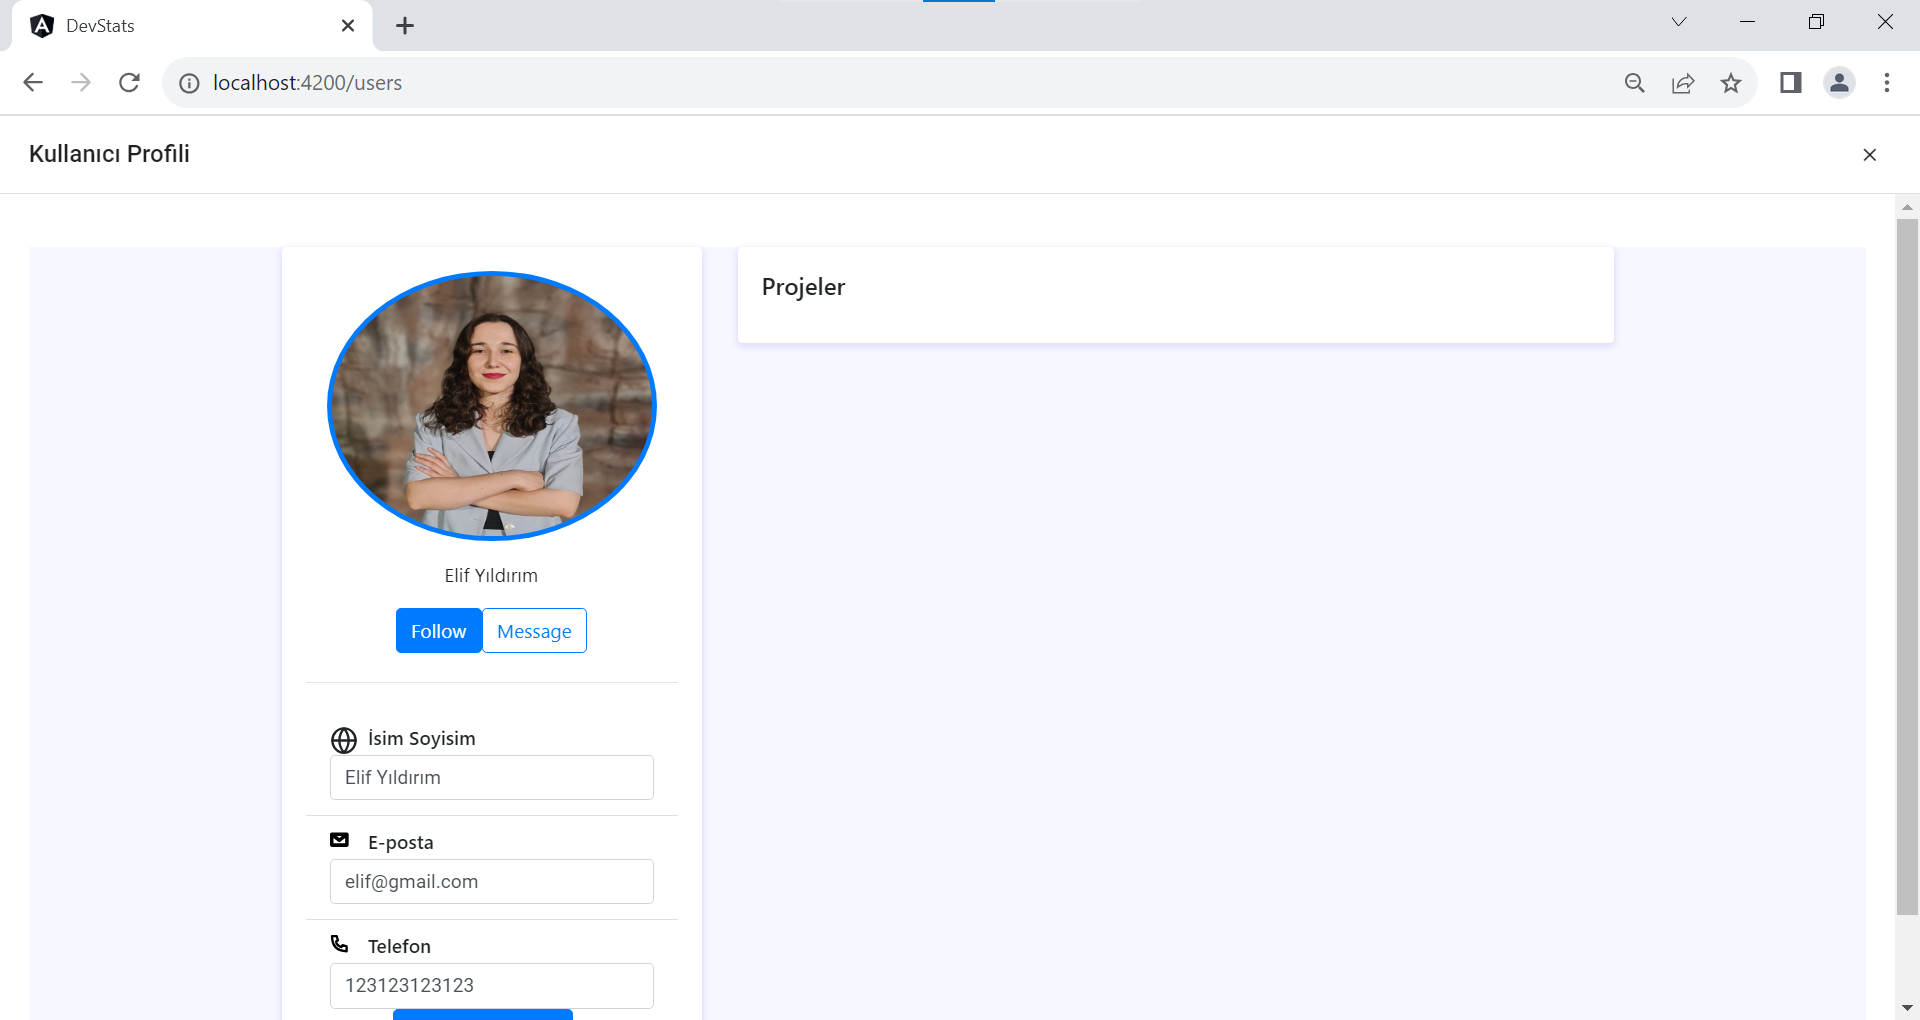 DevStats
localhost:4200/users
Kullanıcı Profili
Projeler
Elif Yıldırım
Follow
Message
İsim Soyisim
Elif Yıldırım
E-posta
elif@gmail.com
Telefon
123123123123